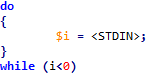 do
{
$i = <STDIN>;
}
while (i<0)